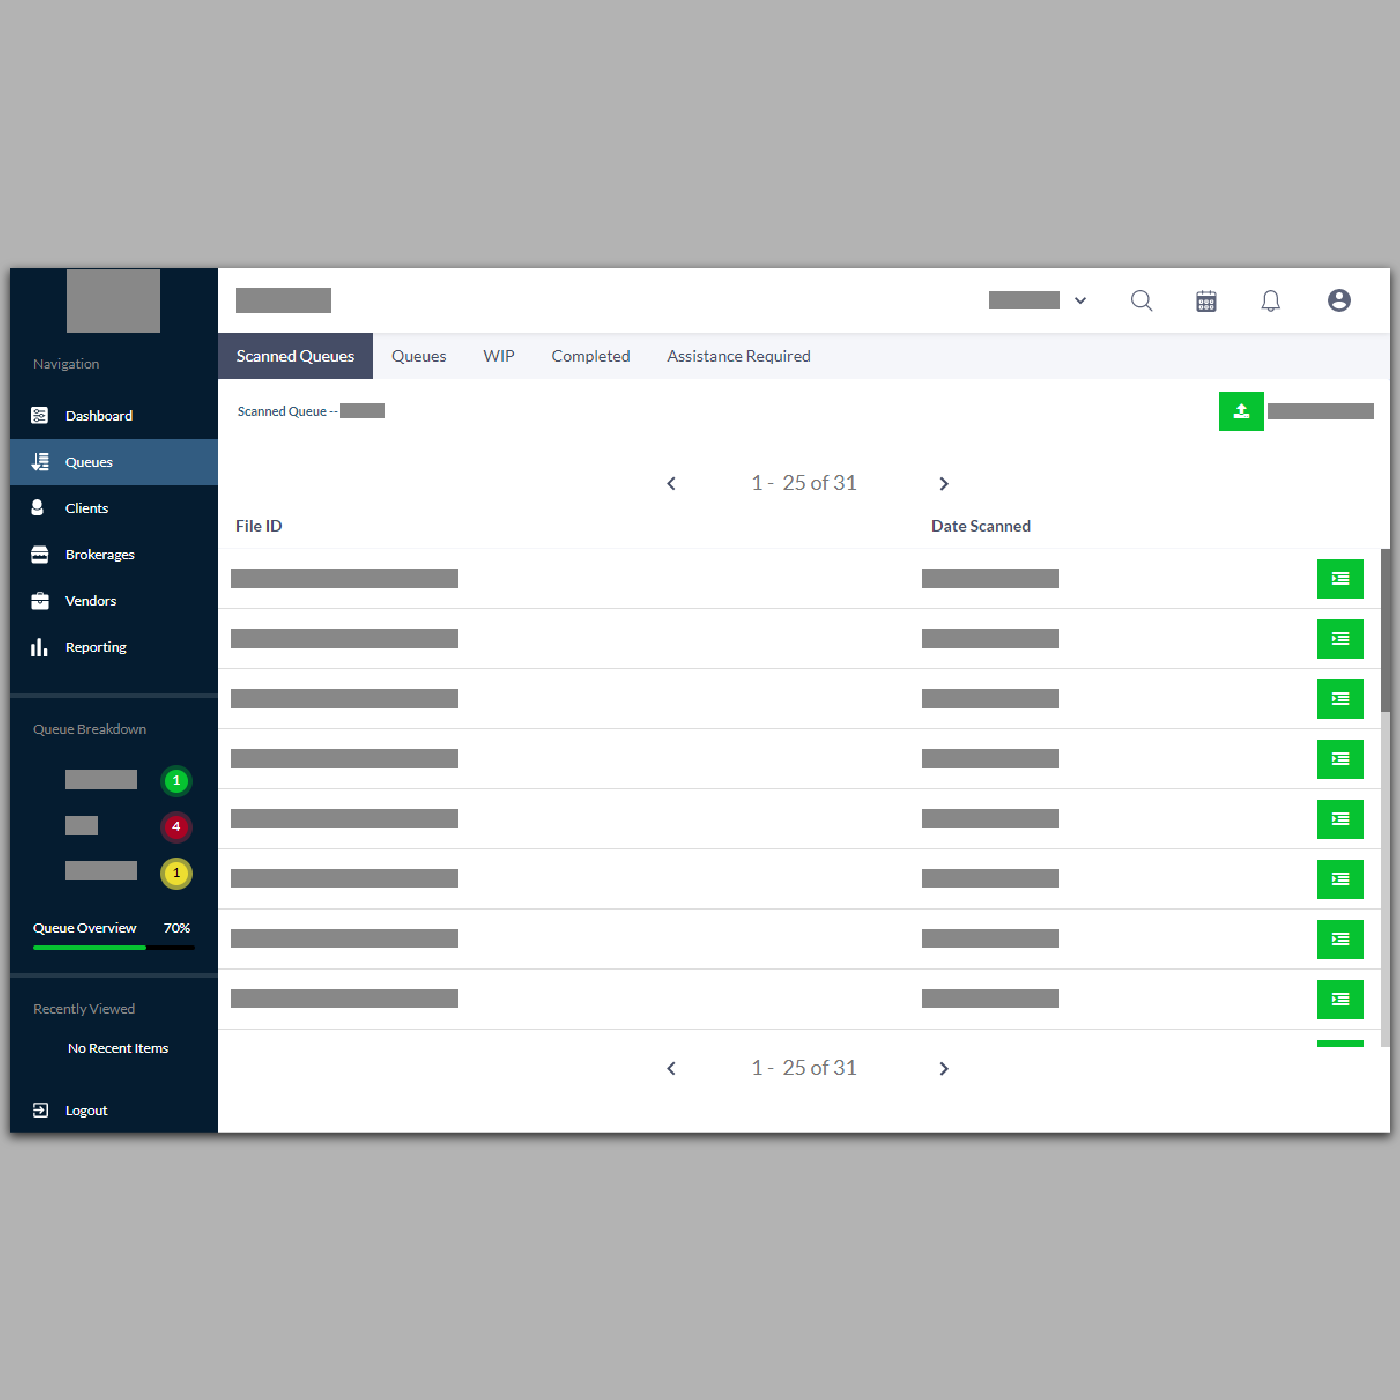 Navigation
Dashboard
Queues
Clients
Brokerages
Vendors
Reporting
Queue Breakdown
1
4
1
Queue Overview 70%
Recently Viewed
No Recent Items
Logout
Scanned Queues Queues WIP Completed Assistance Required
Scanned Queue --
1 - 25 of 31
File ID Date Scanned
1 - 25 of 31